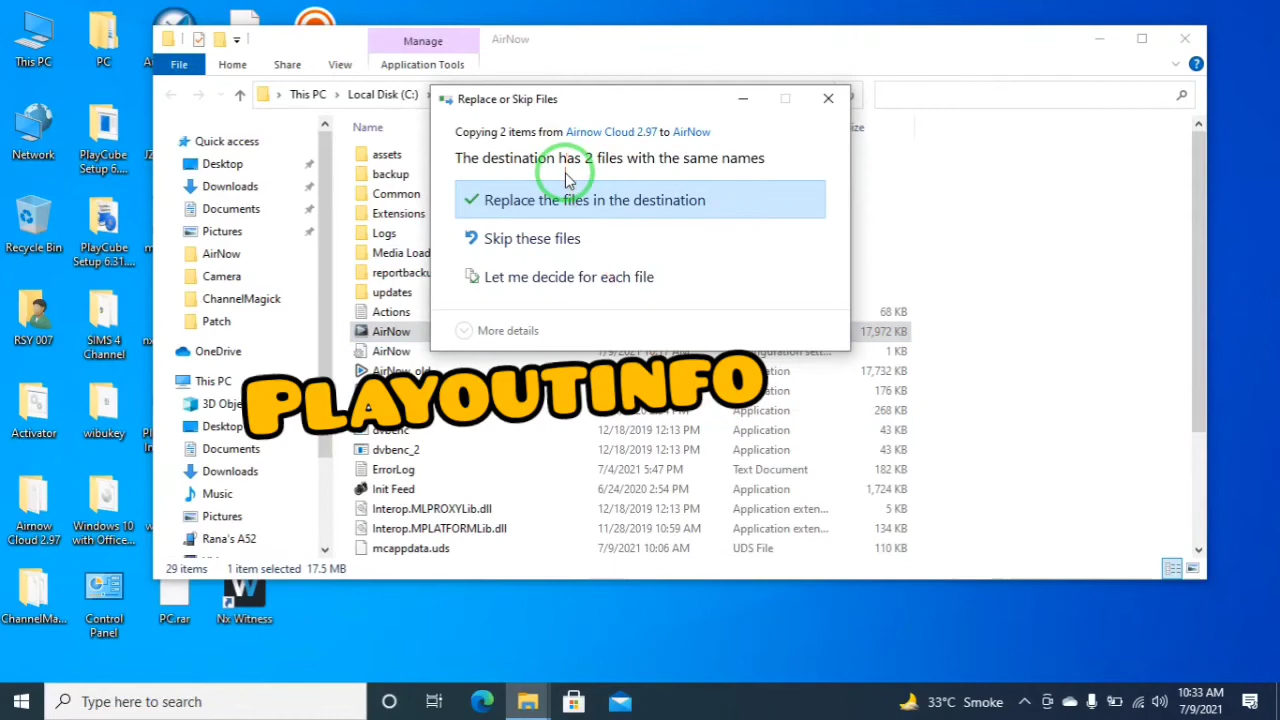 This PC
PC
Network
PlayCube
Setup 6....
Recycle Bin
PlayCube
Setup 6.31....
RSY 007
SIMS 4
Channel
Activator
wibukey
Airnow
Cloud 2.97
Windows 10
with Office...
ChannelMa...
Control
Panel
PC.rar
Nx Witness
Manage
AirNow
File
Home
Share
View
Application Tools
This PC
Local Disk (C:)
Quick access
Desktop
Downloads
Documents
Pictures
AirNow
Camera
ChannelMagick
Patch
OneDrive
This PC
3D Obje
Desktop
Documents
Downloads
Music
Pictures
Rana's A52
Name
assets
backup
Common
Extensions
Logs
Media Load
reportbacku
updates
Actions
68 KB
AirNow
17,972 KB
AirNow
1 KB
AirNow_old
17,732 KB
176 KB
268 KB
dvbenc
12/18/2019 12:13 PM
Application
43 KB
dvbenc_2
12/18/2019 12:13 PM
Application
43 KB
ErrorLog
7/4/2021 5:47 PM
Text Document
182 KB
Init Feed
6/24/2020 2:54 PM
Application
1,724 KB
Interop.MLPROXYLib.dll
12/18/2019 12:13 PM
Application exten...
5 KB
Interop.MPLATFORMLib.dll
11/28/2019 10:59 AM
Application exten...
134 KB
mcappdata.uds
7/9/2021 10:06 AM
UDS File
110 KB
29 items
1 item selected 17.5 MB
Replace or Skip Files
Copying 2 items from Airnow Cloud 2.97 to AirNow
The destination has 2 files with the same names
Replace the files in the destination
Skip these files
Let me decide for each file
More details
PLAYOUTINFO
Type here to search
33°C Smoke
10:33 AM
7/9/2021